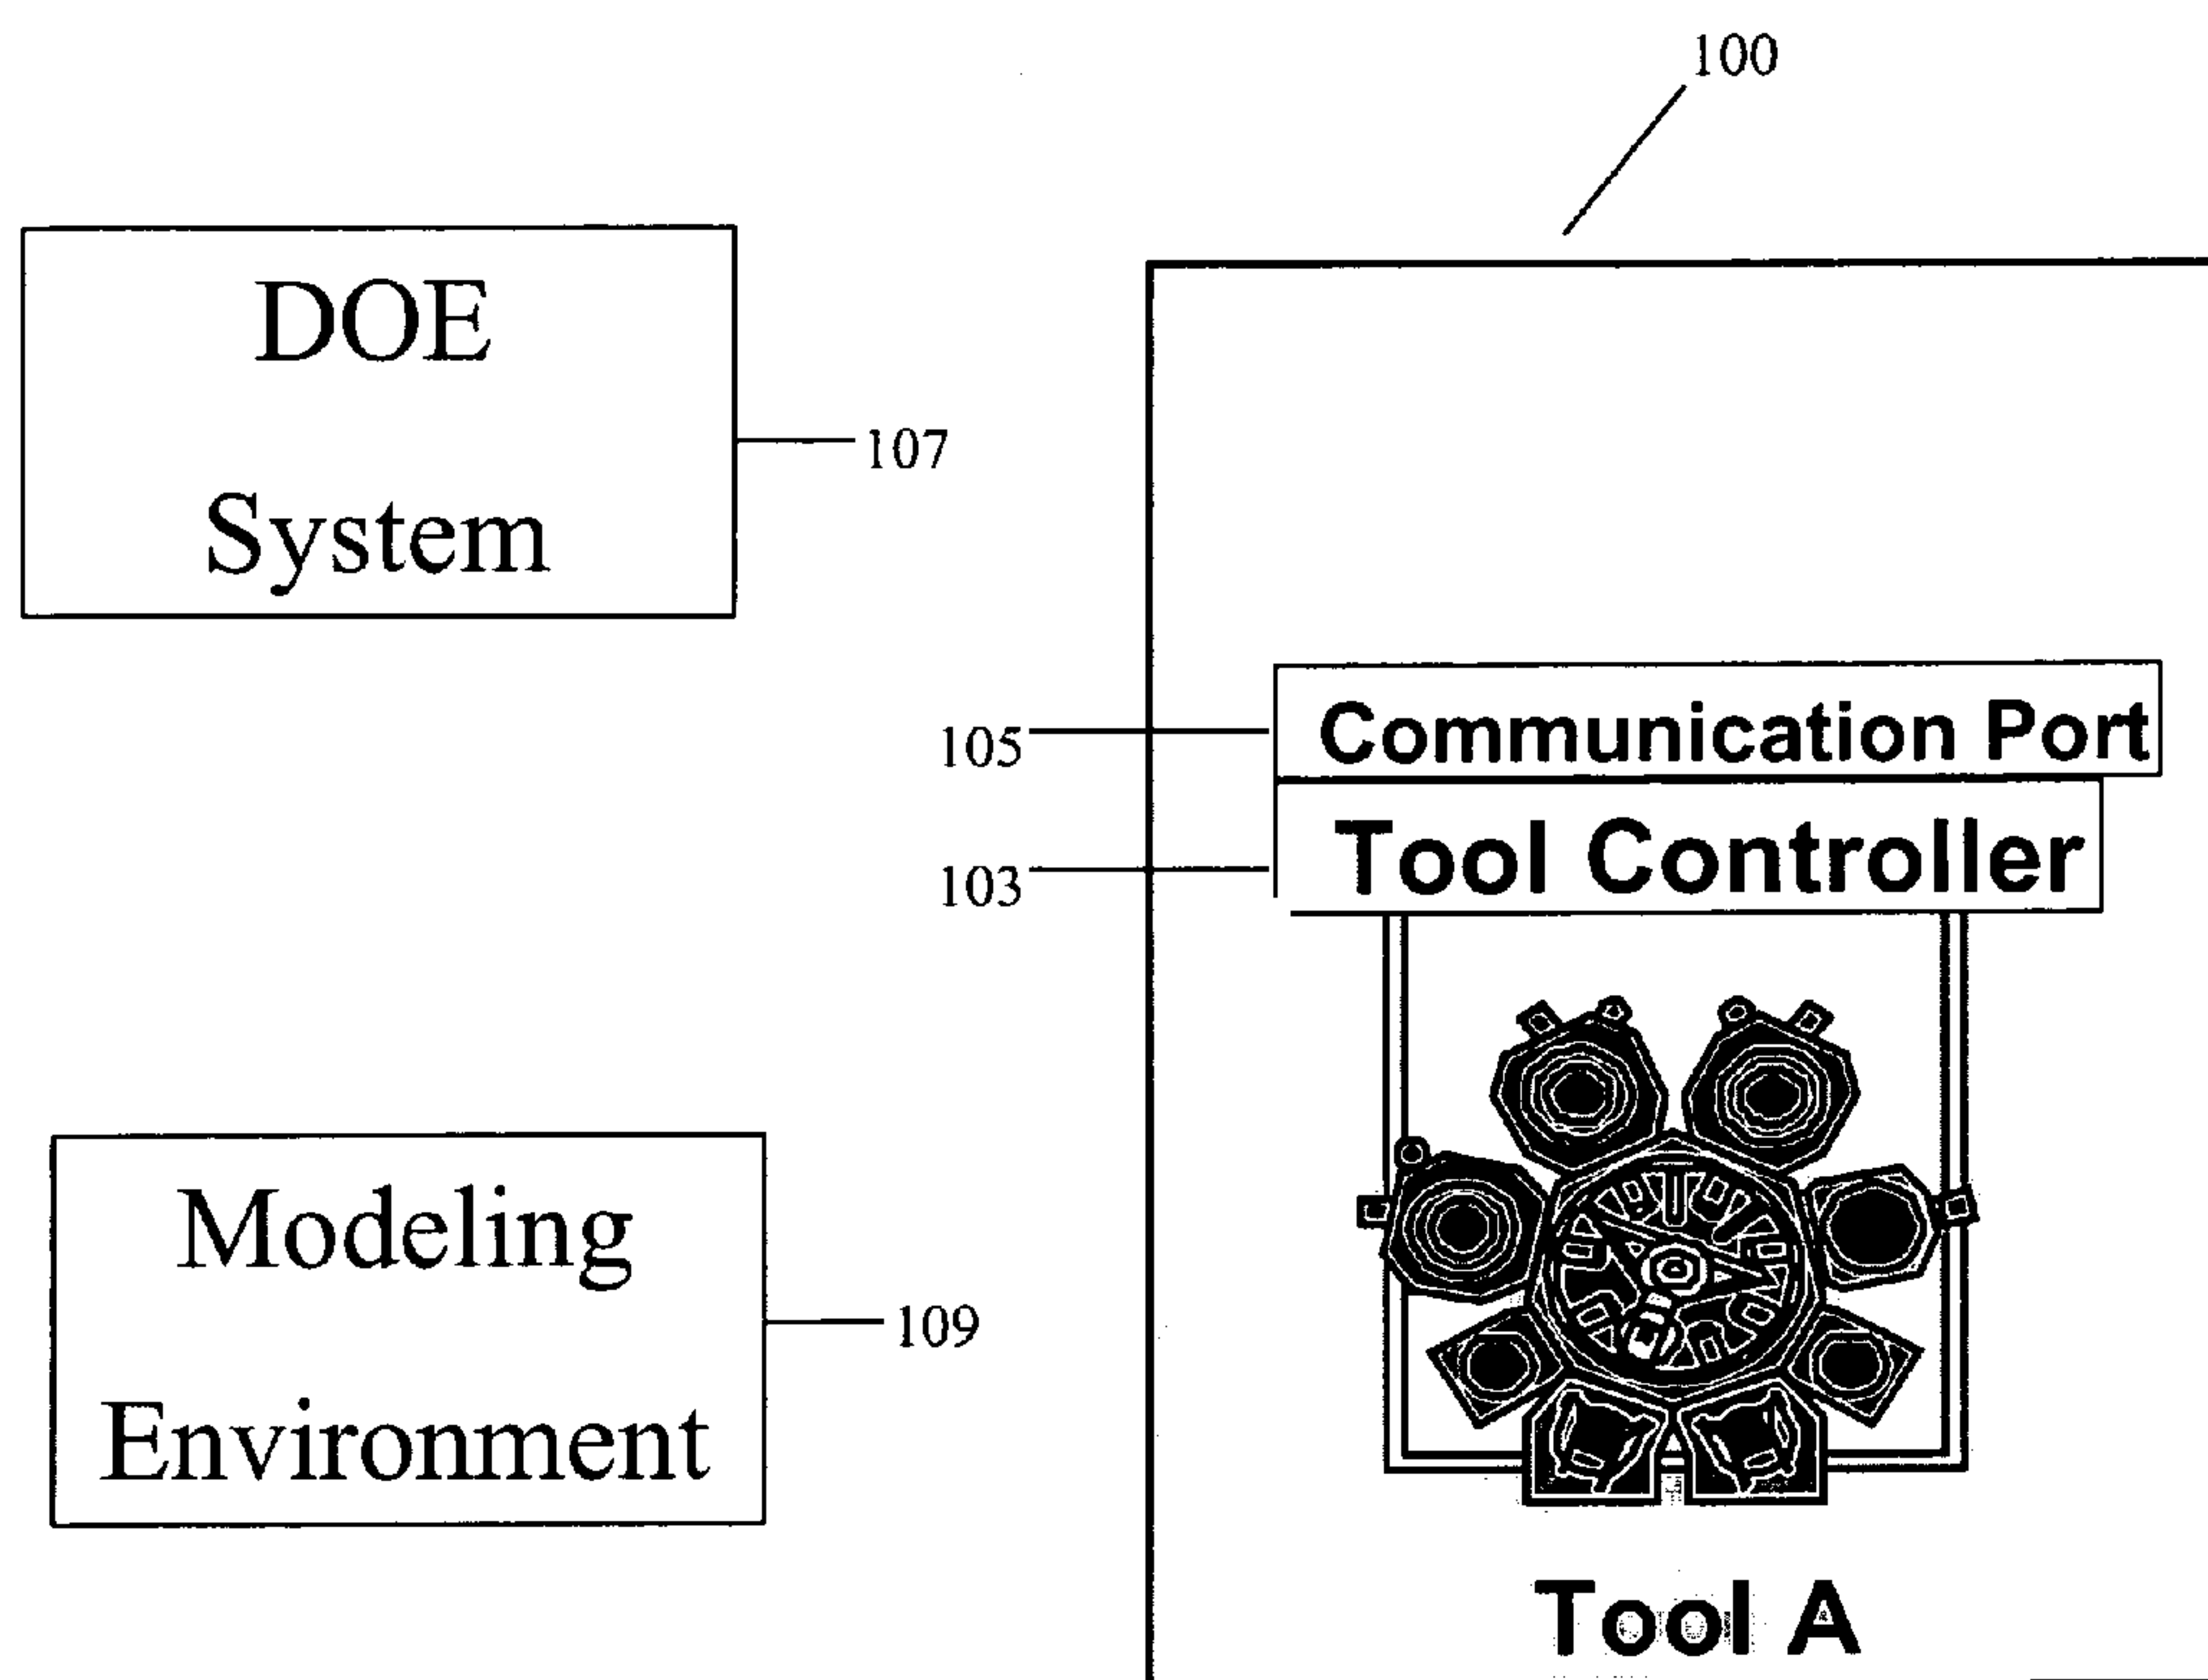 100
DOE
System
107
105
Communication Port
103
Tool Controller
Modeling
Environment
109
Tool A